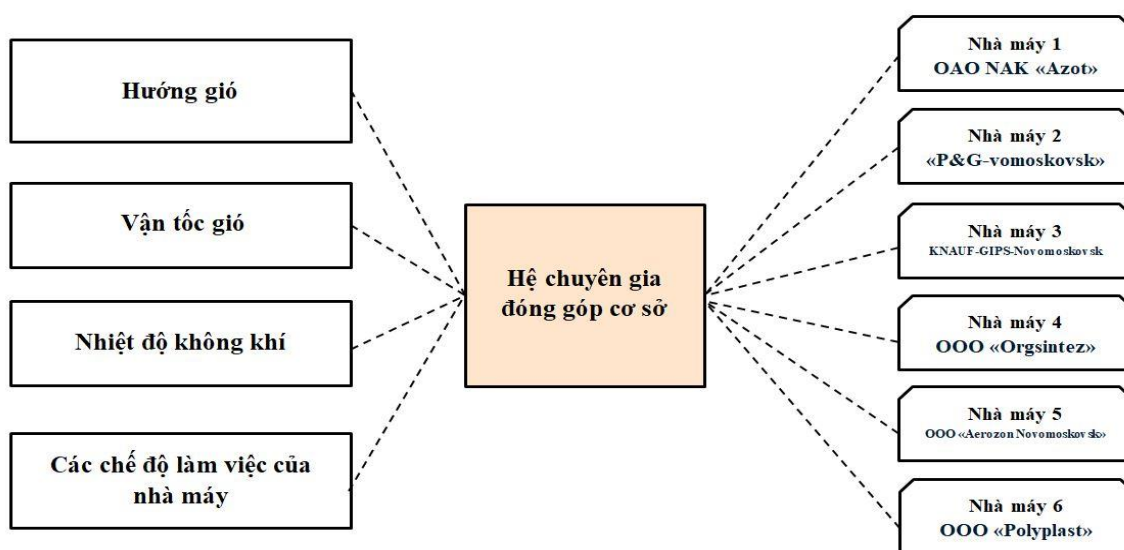 Hướng gió
Vận tốc gió
Nhiệt độ không khí
Các chế độ làm việc của
nhà máy
Hệ chuyên gia
đóng góp cơ sở
Nhà máy 1
OAO NAK «Azot»
Nhà máy 2
«P&G-vomoskovsk»
Nhà máy 3
KNAUF-GIPS-Novomoskovsk
Nhà máy 4
OOO «Orgsintez»
Nhà máy 5
OOO «Aerozon Novomoskovsk»
Nhà máy 6
OOO «Polyplast»